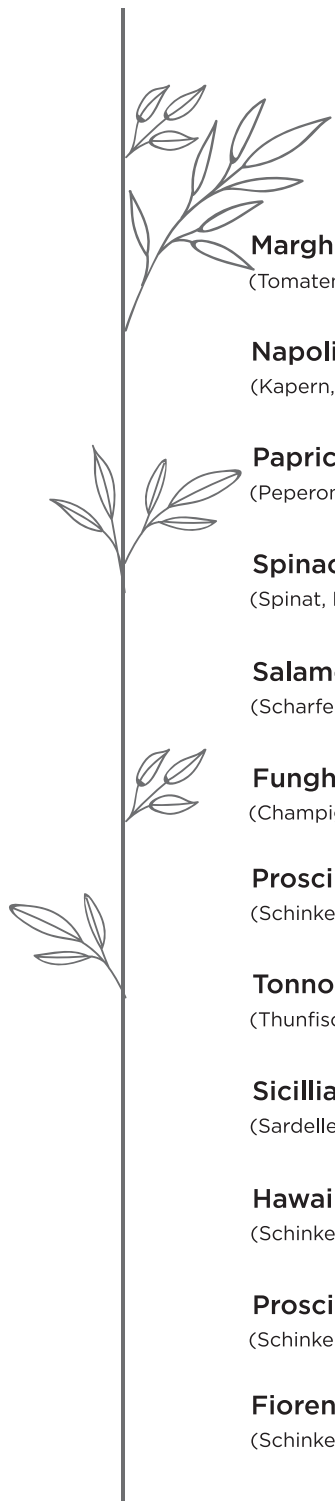 Margh
(Tomaten
Napoli
(Kapern,
Papric
(Peperon
Spinac
(Spinat,
Salam
(Scharfe
Fungh
(Champi
Prosci
(Schinke
Tonno
(Thunfisc
Sicillia
(Sardelle
Hawai
(Schinke
Prosci
(Schinke
Fioren
(Schinke